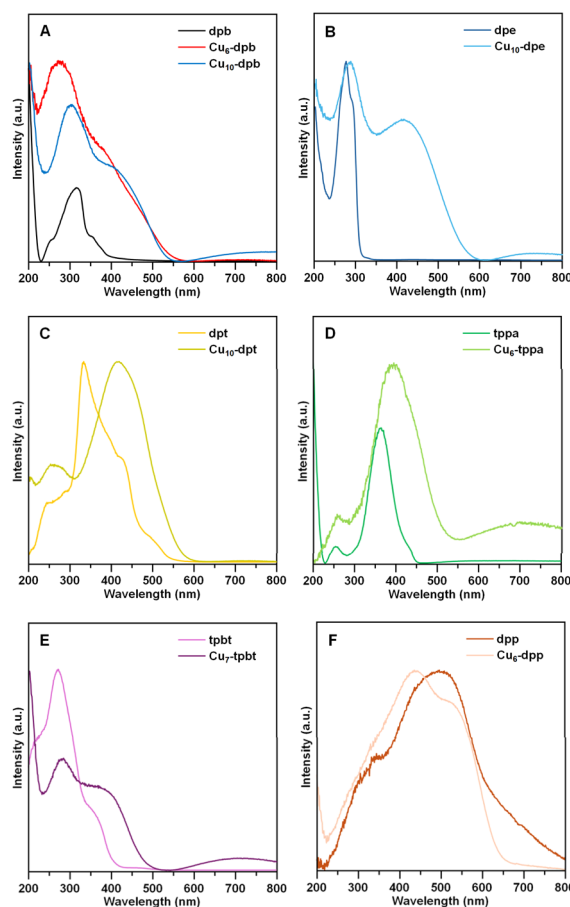 A
dpb
Cu6-dpb
Cu10-dpb
Intensity (a.u.)
200 300 400 500 600 700 800
Wavelength (nm)
B
dpe
Cu10-dpe
Intensity (a.u.)
200 300 400 500 600 700 800
Wavelength (nm)
C
dpt
Cu10-dpt
Intensity (a.u.)
200 300 400 500 600 700 800
Wavelength (nm)
D
tppa
Cu6-tppa
Intensity (a.u.)
200 300 400 500 600 700 800
Wavelength (nm)
E
tpbt
Cu7-tpbt
Intensity (a.u.)
200 300 400 500 600 700 800
Wavelength (nm)
F
dpp
Cu6-dpp
Intensity (a.u.)
200 300 400 500 600 700 800
Wavelength (nm)